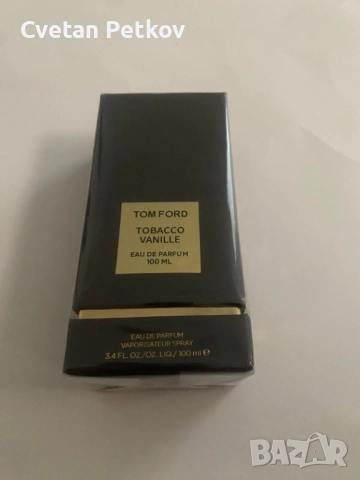 Cvetan Petkov
TOM FORD
TOBACCO
VANILLE
EAU DE PARFUM
100 ML
EAU DE PARFUM
VAPORISATEUR SPRAY
3.4 FL. OZ./OZ. LIQ./100 ml ℮
BAZAR